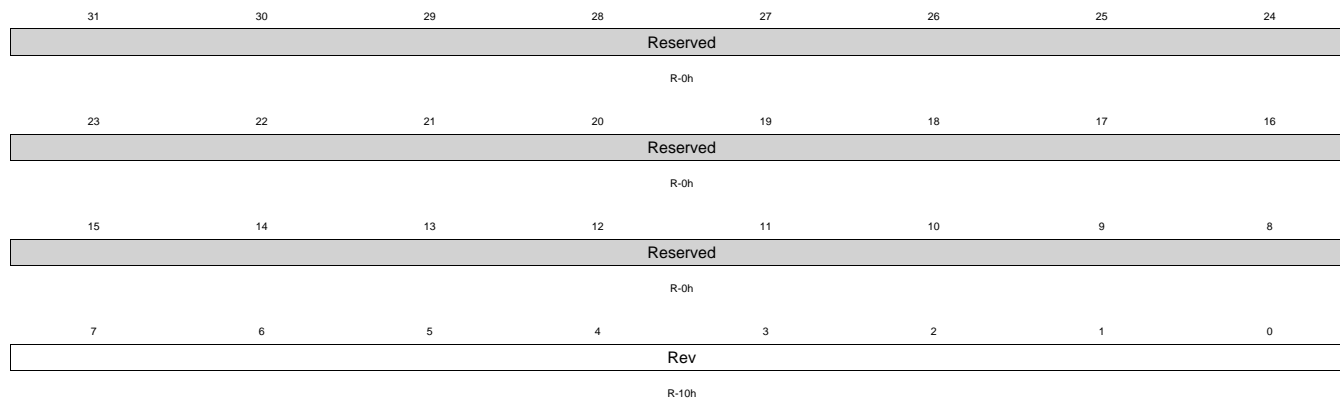 31 30 29 28 27 26 25 24
Reserved
R-0h
23 22 21 20 19 18 17 16
Reserved
R-0h
15 14 13 12 11 10 9 8
Reserved
R-0h
7 6 5 4 3 2 1 0
Rev
R-10h